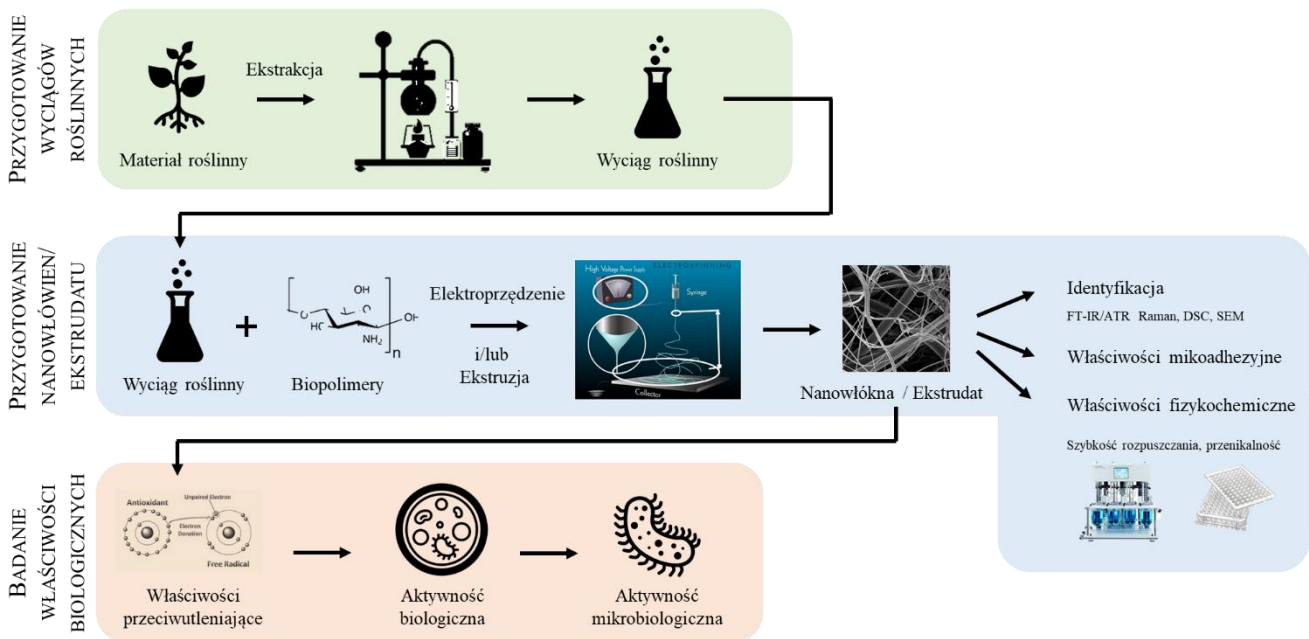 PRZYGOTOWANIE
WYCIĄGÓW
ROŚLINNYCH
Ekstrakcja
Materiał roślinny
Wyciąg roślinny
PRZYGOTOWANIE
NANOWŁÓWIEN/
EKSTRUDATU
Wyciąg roślinny
+
OH
O
O
HO
NH₂
OH
n
Biopolimery
Elektroprzędzenie
i/lub
Ekstruzja
ELECTROSPINNING
High Voltage Power Supply
Syringe
Collector
Nanowłókna / Ekstrudat
Identyfikacja
FT-IR/ATR Raman, DSC, SEM
Właściwości mikoadhezyjne
Właściwości fizykochemiczne
Szybkość rozpuszczania, przenikalność
BADANIE
WŁAŚCIWOŚCI
BIOLOGICZNYCH
Antioxidant
Unpaired Electron
Electron
Donation
Free Radical
Właściwości
przeciwutleniające
Aktywność
biologiczna
Aktywność
mikrobiologiczna